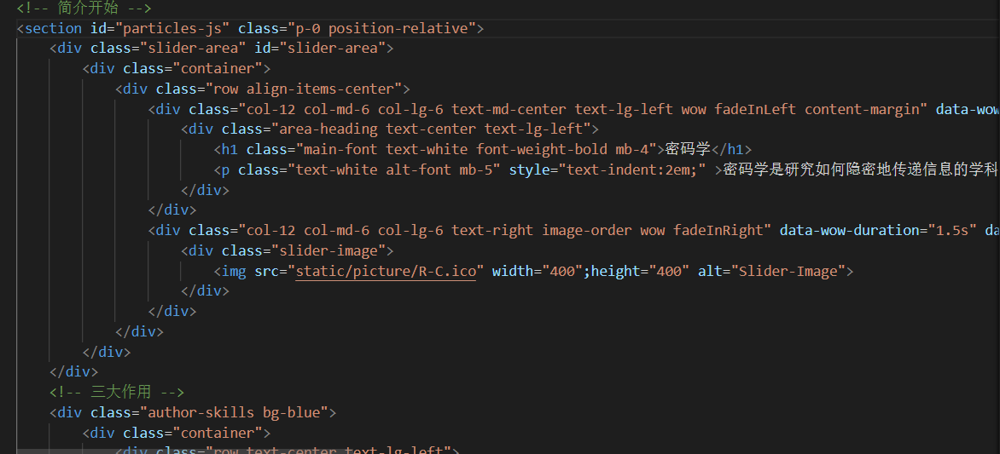 <!-- 简介开始 -->
<section id="particles-js" class="p-0 position-relative">
<div class="slider-area" id="slider-area">
<div class="container">
<div class="row align-items-center">
<div class="col-12 col-md-6 col-lg-6 text-md-center text-lg-left wow fadeInLeft content-margin" data-wow
<div class="area-heading text-center text-lg-left">
<h1 class="main-font text-white font-weight-bold mb-4">密码学</h1>
<p class="text-white alt-font mb-5" style="text-indent:2em;" >密码学是研究如何隐密地传递信息的学科
</div>
</div>
<div class="col-12 col-md-6 col-lg-6 text-right image-order wow fadeInRight" data-wow-duration="1.5s" da
<div class="slider-image">
<img src="static/picture/R-C.ico" width="400";height="400" alt="Slider-Image">
</div>
</div>
</div>
</div>
</div>
<!-- 三大作用 -->
<div class="author-skills bg-blue">
<div class="container">
<div class="row text-center text-lg-left">